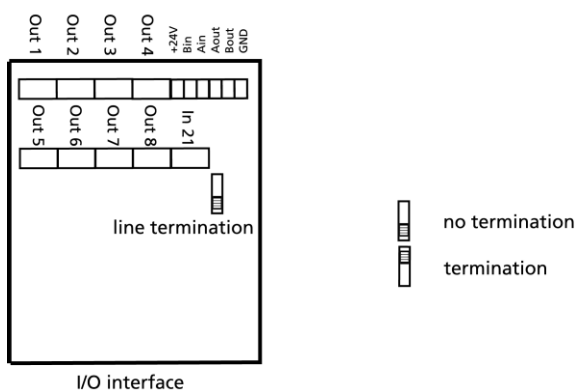 Out 1
Out 2
Out 3
Out 4
+24V
Bin
Ain
Aout
Bout
GND
Out 5
Out 6
Out 7
Out 8
In 21
line termination
no termination
termination
I/O interface